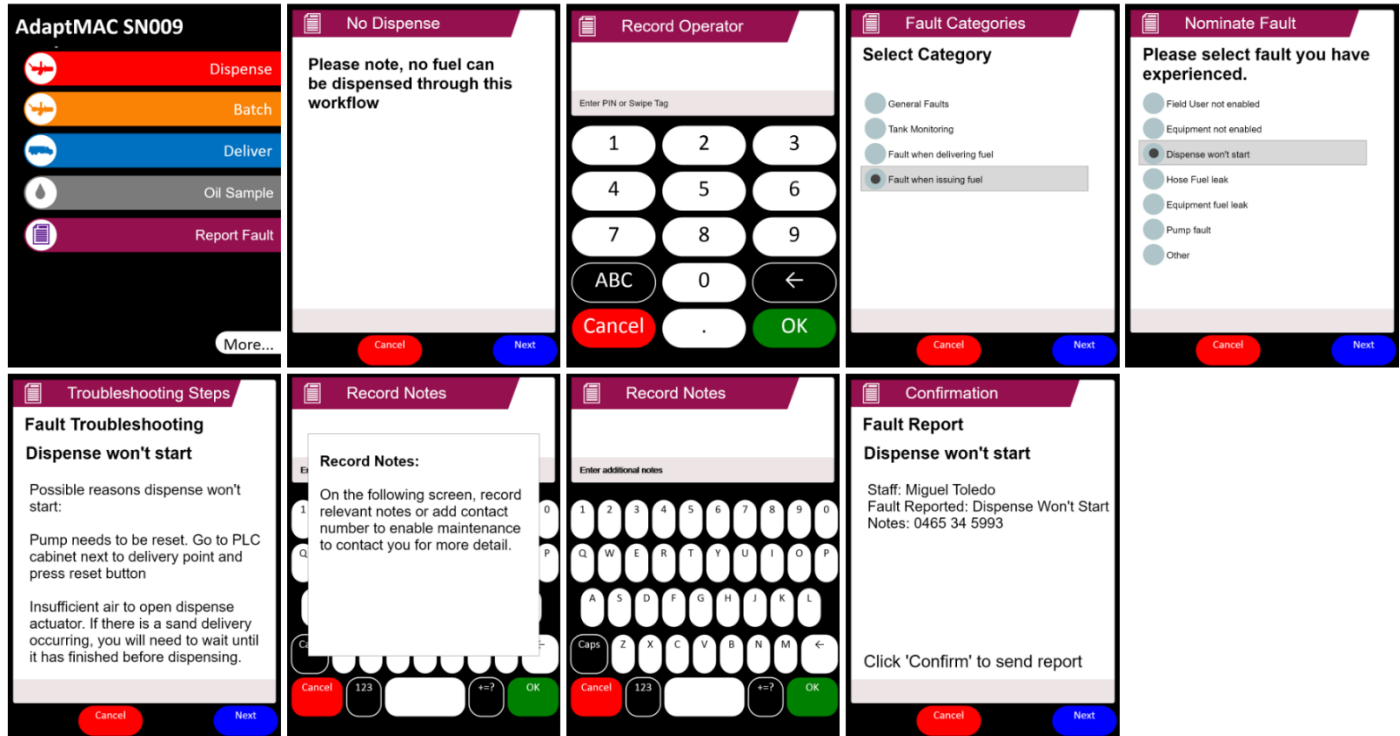 AdaptMAC SN009
Dispense
Batch
Deliver
Oil Sample
Report Fault
More...
No Dispense
Please note, no fuel can
be dispensed through this
workflow
Cancel
Next
Record Operator
Enter PIN or Swipe Tag
1
2
3
4
5
6
7
8
9
ABC
0
←
Cancel
.
OK
Fault Categories
Select Category
General Faults
Tank Monitoring
Fault when delivering fuel
Fault when issuing fuel
Cancel
Next
Nominate Fault
Please select fault you have
experienced.
Field User not enabled
Equipment not enabled
Dispense won't start
Hose Fuel leak
Equipment fuel leak
Pump fault
Other
Cancel
Next
Troubleshooting Steps
Fault Troubleshooting
Dispense won't start
Possible reasons dispense won't
start:
Pump needs to be reset. Go to PLC
cabinet next to delivery point and
press reset button
Insufficient air to open dispense
actuator. If there is a sand delivery
occurring, you will need to wait until
it has finished before dispensing.
Cancel
Next
Record Notes
Record Notes:
On the following screen, record
relevant notes or add contact
number to enable maintenance
to contact you for more detail.
1
0
Q
P
Cancel
123
+=?
OK
Record Notes
Enter additional notes
1 2 3 4 5 6 7 8 9 0
Q W E R T Y U I O P
A S D F G H J K L
Caps Z X C V B N M ←
Cancel 123 +=? OK
Confirmation
Fault Report
Dispense won't start
Staff: Miguel Toledo
Fault Reported: Dispense Won't Start
Notes: 0465 34 5993
Click 'Confirm' to send report
Cancel
Next